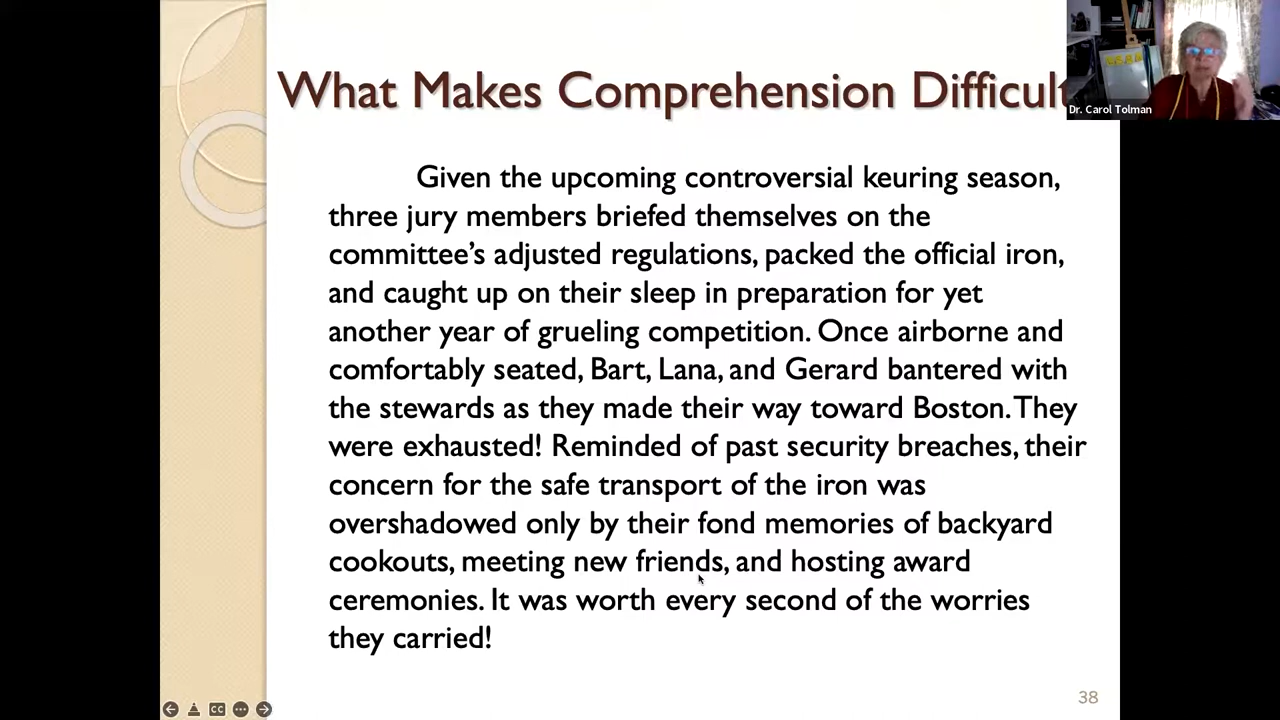 What Makes Comprehension Difficult
Dr. Carol Tolman
Given the upcoming controversial keuring season,
three jury members briefed themselves on the
committee's adjusted regulations, packed the official iron,
and caught up on their sleep in preparation for yet
another year of grueling competition. Once airborne and
comfortably seated, Bart, Lana, and Gerard bantered with
the stewards as they made their way toward Boston. They
were exhausted! Reminded of past security breaches, their
concern for the safe transport of the iron was
overshadowed only by their fond memories of backyard
cookouts, meeting new friends, and hosting award
ceremonies. It was worth every second of the worries
they carried!
38
CC